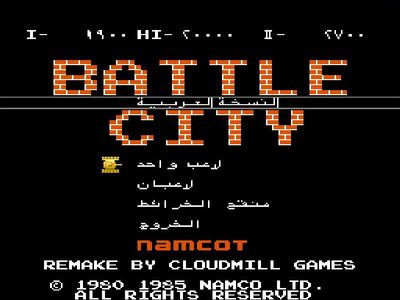 I- ١٩٠٠ HI- ٢٠٠٠٠ II- ٢٧٠٠
BATTLE
النسخة العربية
CITY
لاعب واحد
لاعبان
منقح الخرائط
الخروج
namcot
REMAKE BY CLOUDMILL GAMES
© 1980 1985 NAMCO LTD.
ALL RIGHTS RESERVED